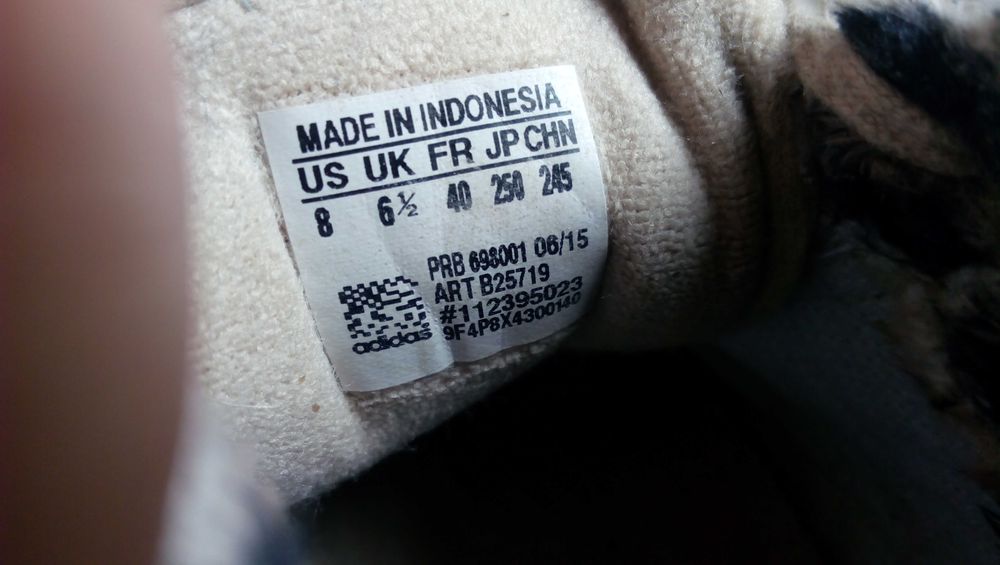 MADE IN INDONESIA
US UK FR JP CHN
8 6½ 40 250 245
PRB 698001 06/15
ART B25719
#112395023
9F4P8X4300140
adidas